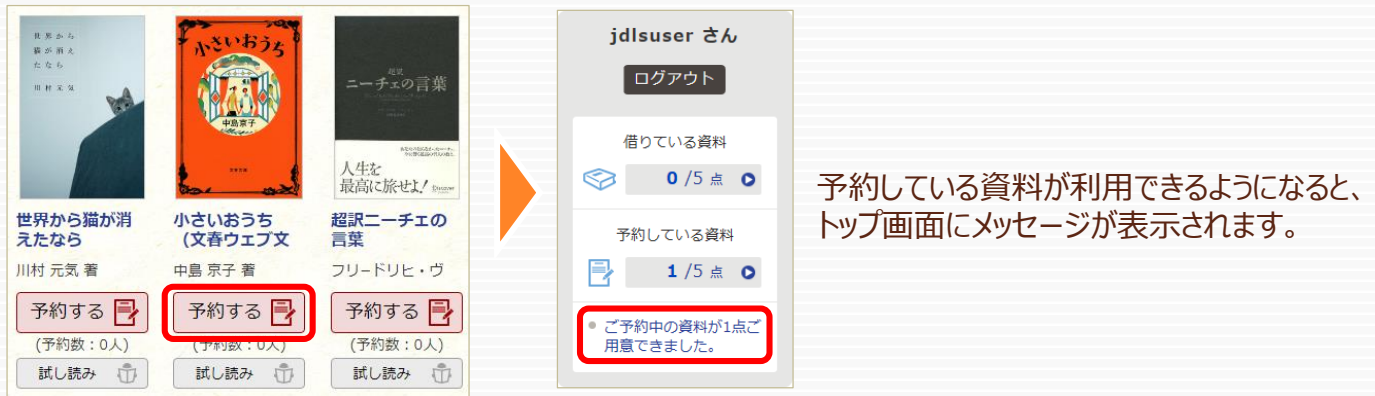 世界から
猫が消え
たなら
川村元気
小さいおうち
中島京子
文春文庫
超訳
ニーチェの言葉
人生を
最高に旅せよ!
Discover
世界から猫が消
えたなら
川村 元気 著
予約する
(予約数:0人)
試し読み
小さいおうち
(文春ウェブ文
中島 京子 著
予約する
(予約数:0人)
試し読み
超訳ニーチェの
言葉
フリードリヒ・ヴ
予約する
(予約数:0人)
試し読み
jdlsuser さん
ログアウト
借りている資料
0 /5 点
予約している資料
1 /5 点
ご予約中の資料が1点ご
用意できました。
予約している資料が利用できるようになると、
トップ画面にメッセージが表示されます。